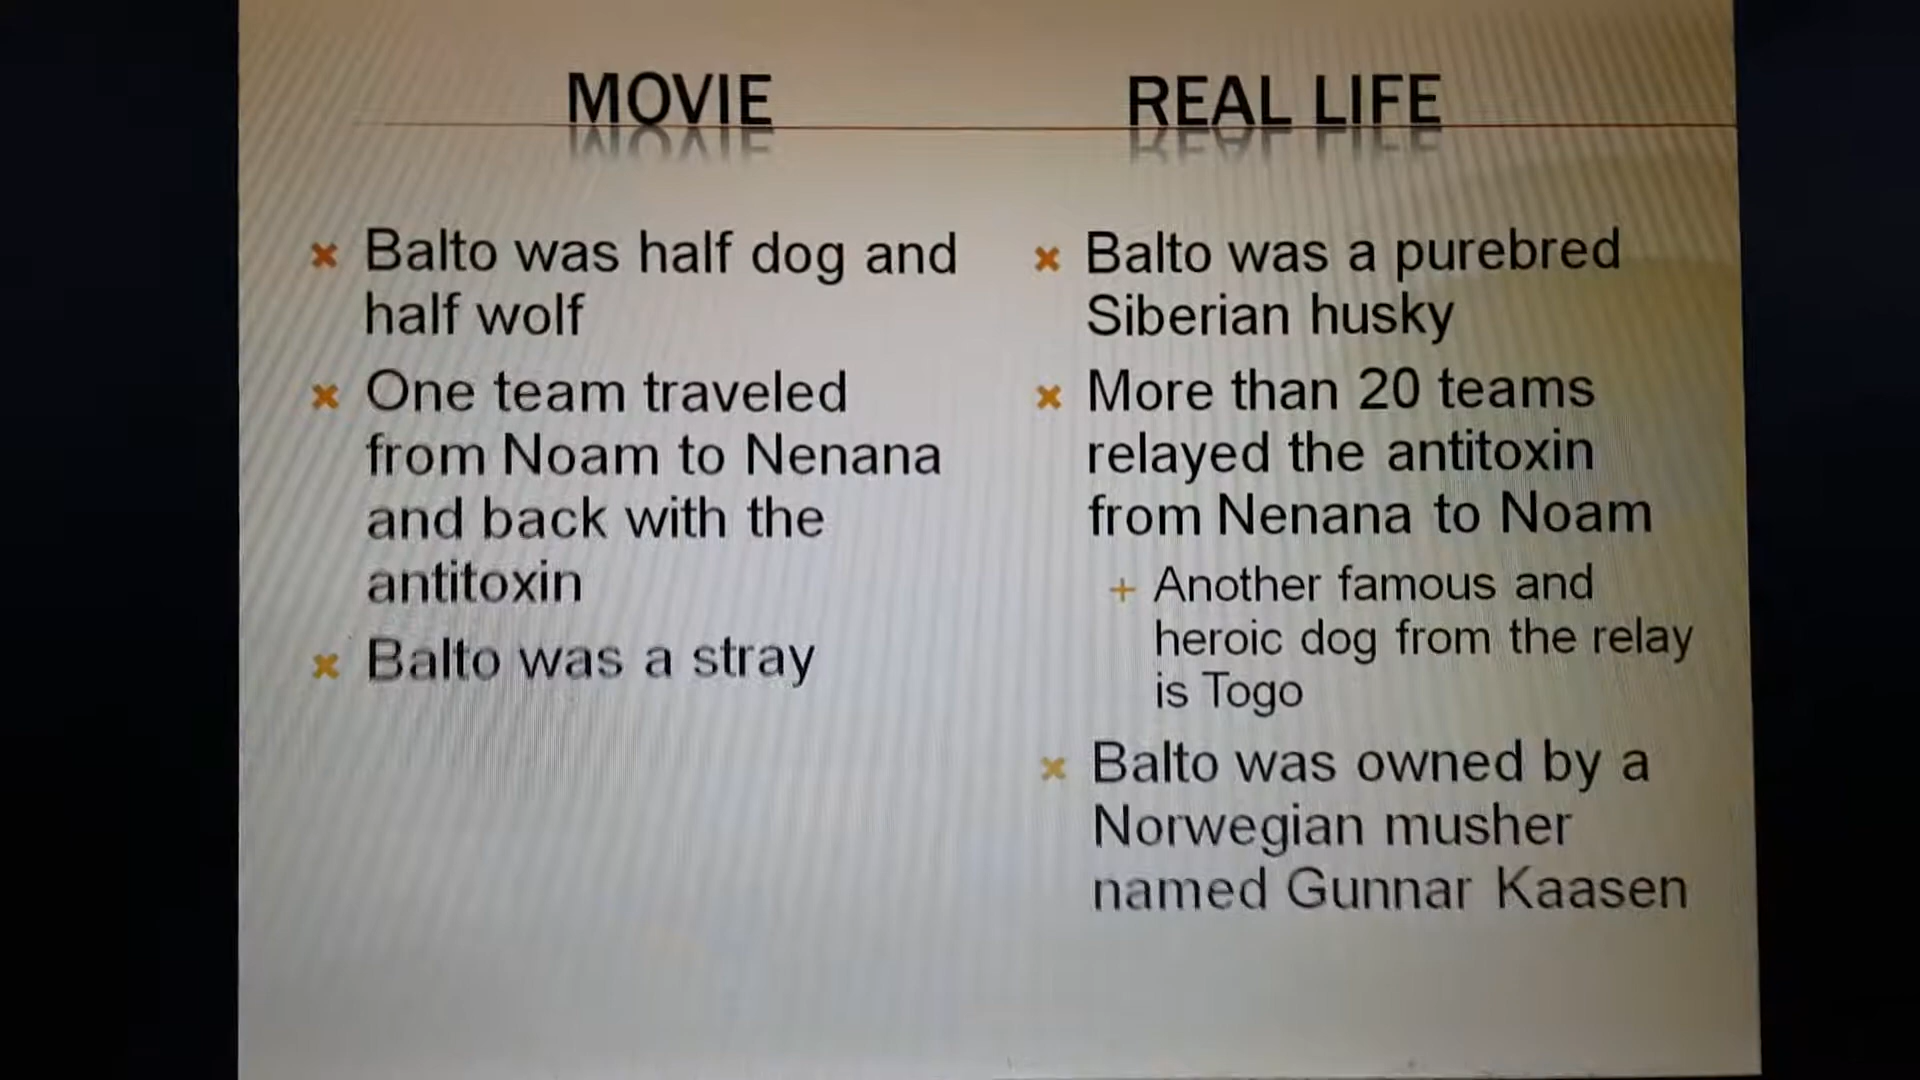 MOVIE
Balto was half dog and
half wolf
One team traveled
from Noam to Nenana
and back with the
antitoxin
Balto was a stray
REAL LIFE
Balto was a purebred
Siberian husky
More than 20 teams
relayed the antitoxin
from Nenana to Noam
Another famous and
heroic dog from the relay
is Togo
Balto was owned by a
Norwegian musher
named Gunnar Kaasen